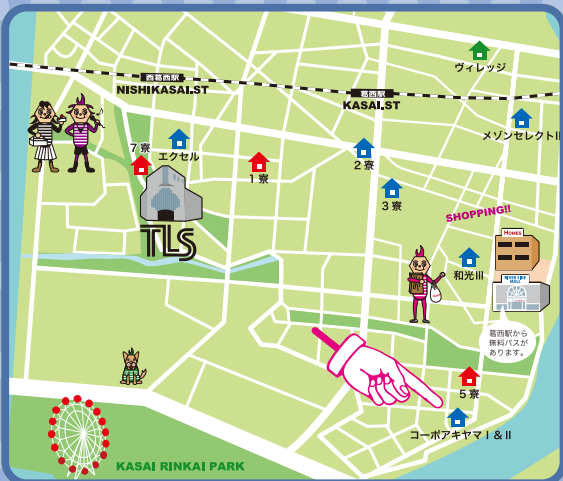 ヴィレッジ
西葛西駅
NISHIKASAI.ST
葛西駅
KASAI.ST
メゾンセレクトII
7寮
エクセル
1寮
2寮
3寮
TLS
SHOPPING!!
HOMES
和光III
RIVER SIDE
MALL
葛西駅から
無料バスが
あります。
5寮
コーポアキヤマI&II
KASAI RINKAI PARK